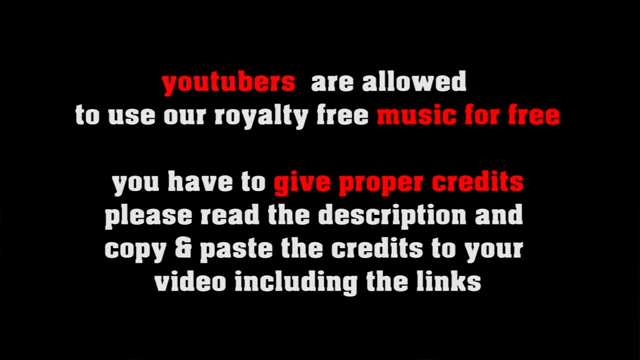 youtubers are allowed
to use our royalty free music for free
you have to give proper credits
please read the description and
copy & paste the credits to your
video including the links